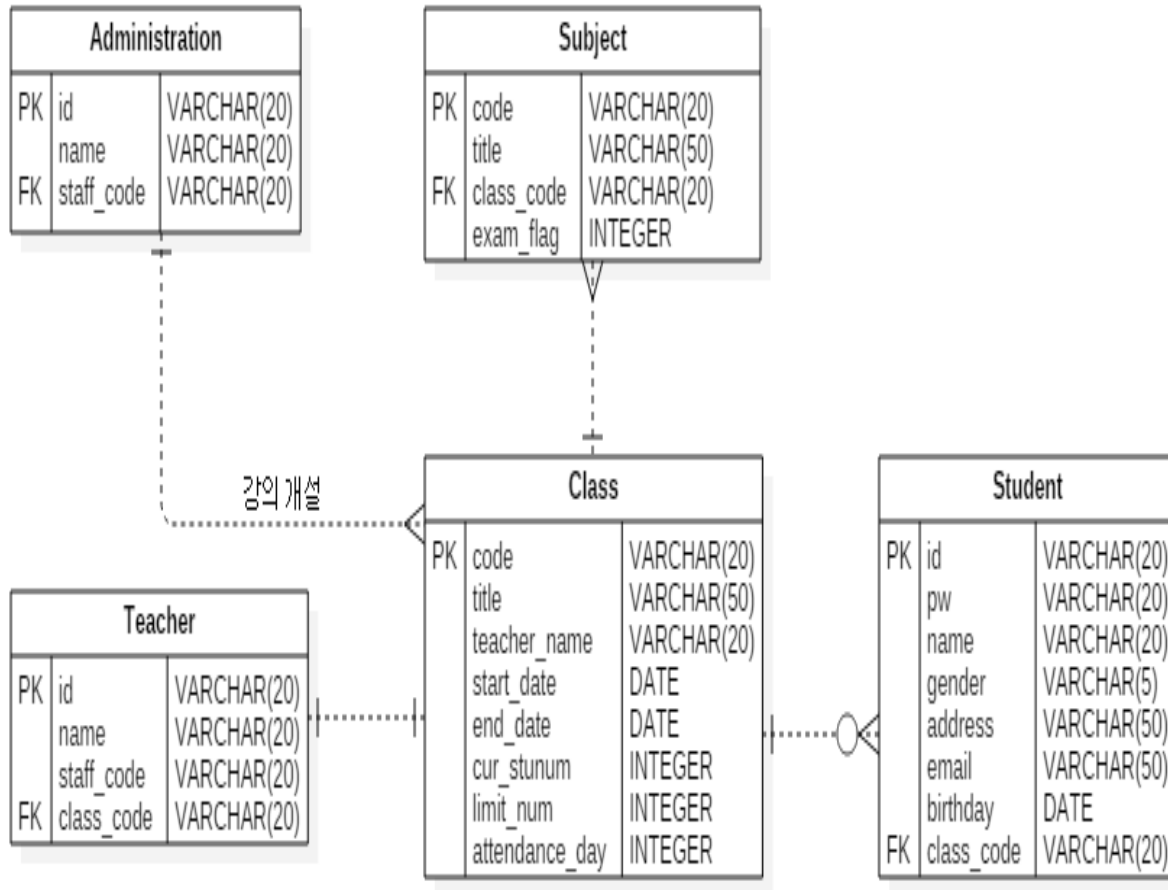 Administration
PK id VARCHAR(20)
name VARCHAR(20)
FK staff_code VARCHAR(20)
Subject
PK code VARCHAR(20)
title VARCHAR(50)
FK class_code VARCHAR(20)
exam_flag INTEGER
강의 개설
Teacher
PK id VARCHAR(20)
name VARCHAR(20)
staff_code VARCHAR(20)
FK class_code VARCHAR(20)
Class
PK code VARCHAR(20)
title VARCHAR(50)
teacher_name VARCHAR(20)
start_date DATE
end_date DATE
cur_stunum INTEGER
limit_num INTEGER
attendance_day INTEGER
Student
PK id VARCHAR(20)
pw VARCHAR(20)
name VARCHAR(20)
gender VARCHAR(5)
address VARCHAR(50)
email VARCHAR(50)
birthday DATE
FK class_code VARCHAR(20)